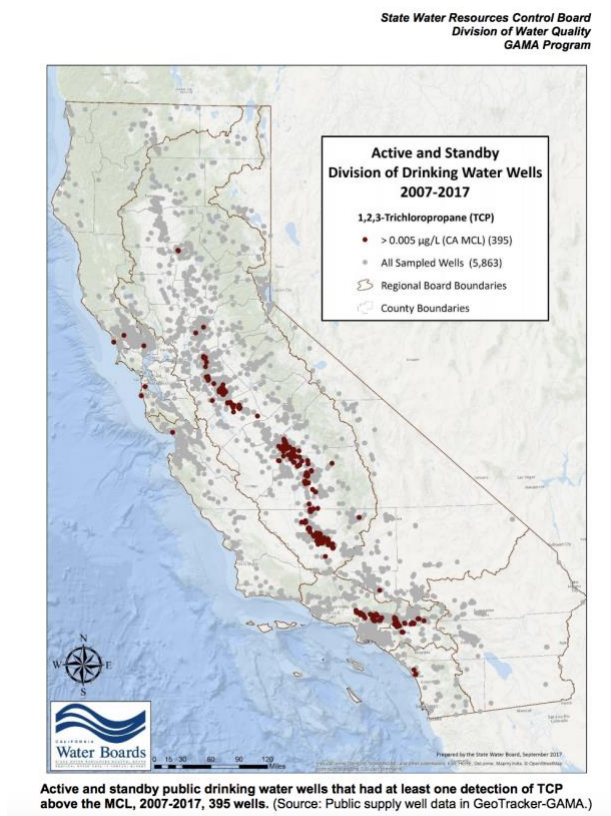 State Water Resources Control Board
Division of Water Quality
GAMA Program
Active and Standby
Division of Drinking Water Wells
2007-2017
1,2,3-Trichloropropane (TCP)
> 0.005 µg/L (CA MCL) (395)
All Sampled Wells (5,863)
Regional Board Boundaries
County Boundaries
N
W E
S
CALIFORNIA
Water Boards
0 15 30 60 90 120
Miles
Prepared by the State Water Board, September 2017
Active and standby public drinking water wells that had at least one detection of TCP
above the MCL, 2007-2017, 395 wells. (Source: Public supply well data in GeoTracker-GAMA.)